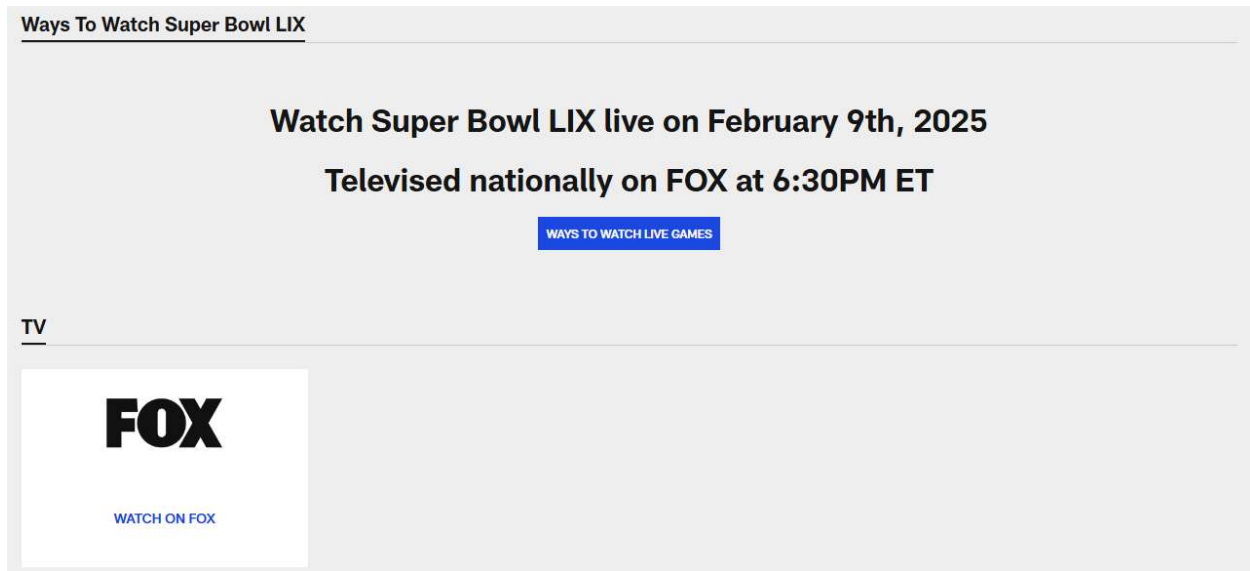 Ways To Watch Super Bowl LIX
Watch Super Bowl LIX live on February 9th, 2025
Televised nationally on FOX at 6:30PM ET
WAYS TO WATCH LIVE GAMES
TV
FOX
WATCH ON FOX